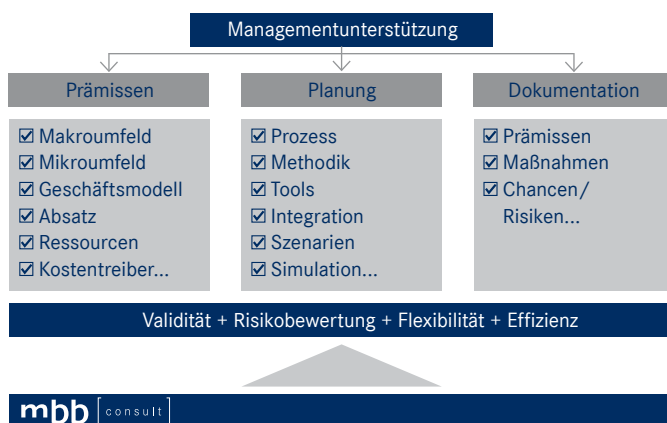 Managementunterstützung
Prämissen
Planung
Dokumentation
Makroumfeld
Mikroumfeld
Geschäftsmodell
Absatz
Ressourcen
Kostentreiber...
Prozess
Methodik
Tools
Integration
Szenarien
Simulation...
Prämissen
Maßnahmen
Chancen/
Risiken...
Validität + Risikobewertung + Flexibilität + Effizienz
mbb [consult]